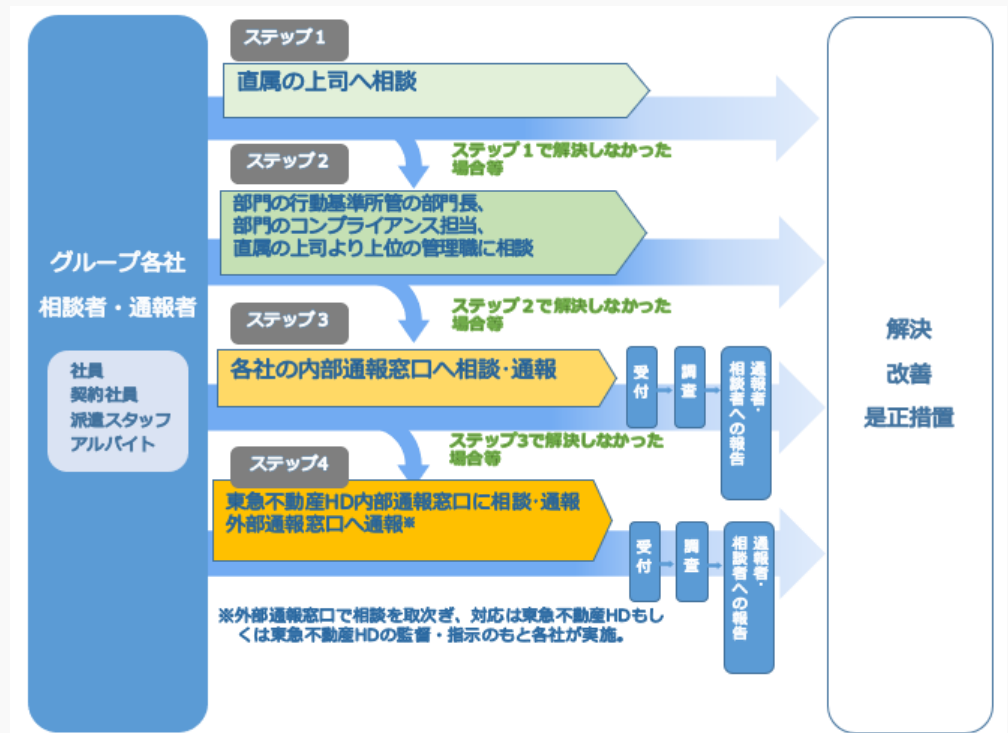 グループ各社
相談者・通報者
社員
契約社員
派遣スタッフ
アルバイト
ステップ1
直属の上司へ相談
ステップ1で解決しなかった
場合等
ステップ2
部門の行動基準所管の部門長、
部門のコンプライアンス担当、
直属の上司より上位の管理職に相談
ステップ2で解決しなかった
場合等
ステップ3
各社の内部通報窓口へ相談・通報
受付
調査
通報者・
相談者への報告
ステップ3で解決しなかった
場合等
ステップ4
東急不動産HD内部通報窓口に相談・通報
外部通報窓口へ通報※
受付
調査
通報者・
相談者への報告
※外部通報窓口で相談を取次ぎ、対応は東急不動産HDもし
くは東急不動産HDの監督・指示のもと各社が実施。
解決
改善
是正措置